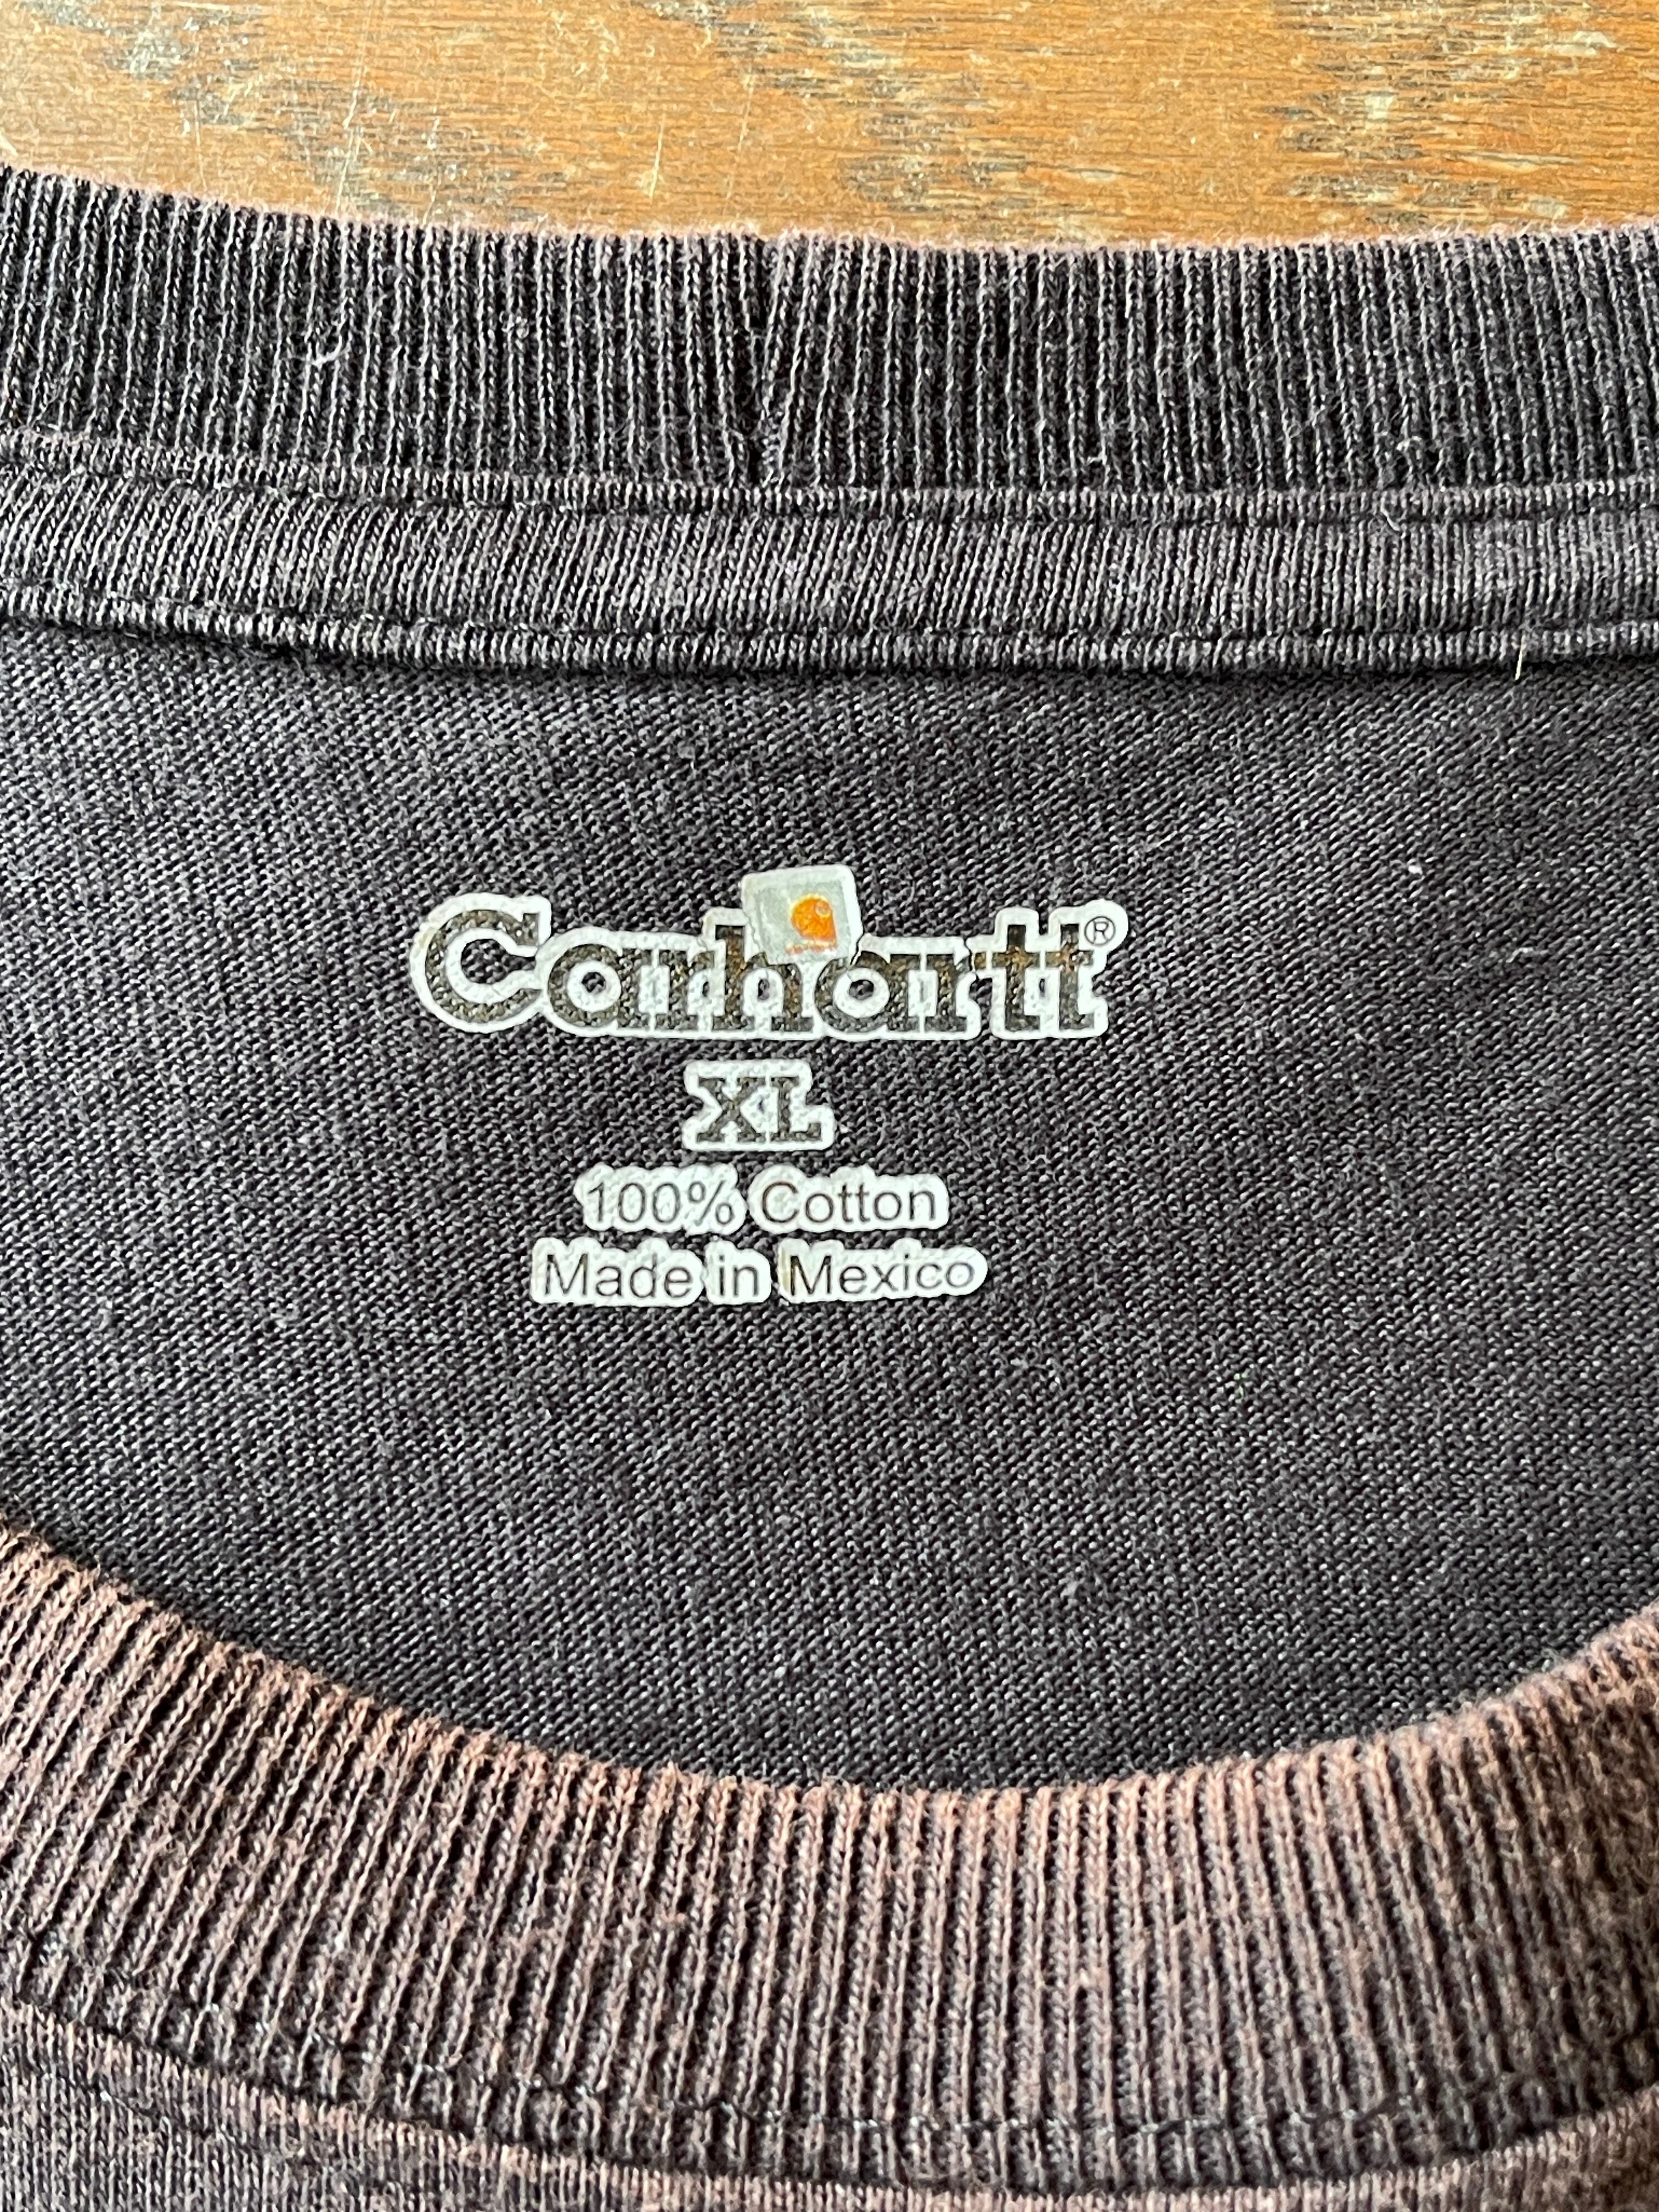 Carhartt®
XL
100% Cotton
Made in Mexico